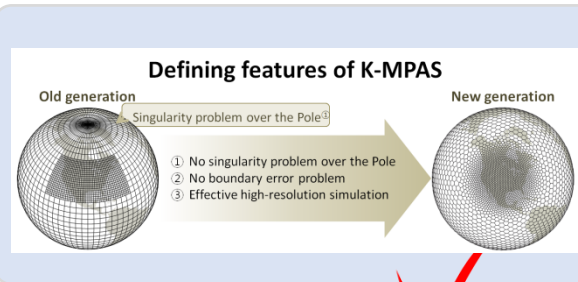 Defining features of K-MPAS
Old generation
New generation
Singularity problem over the Pole①
① No singularity problem over the Pole
② No boundary error problem
③ Effective high-resolution simulation